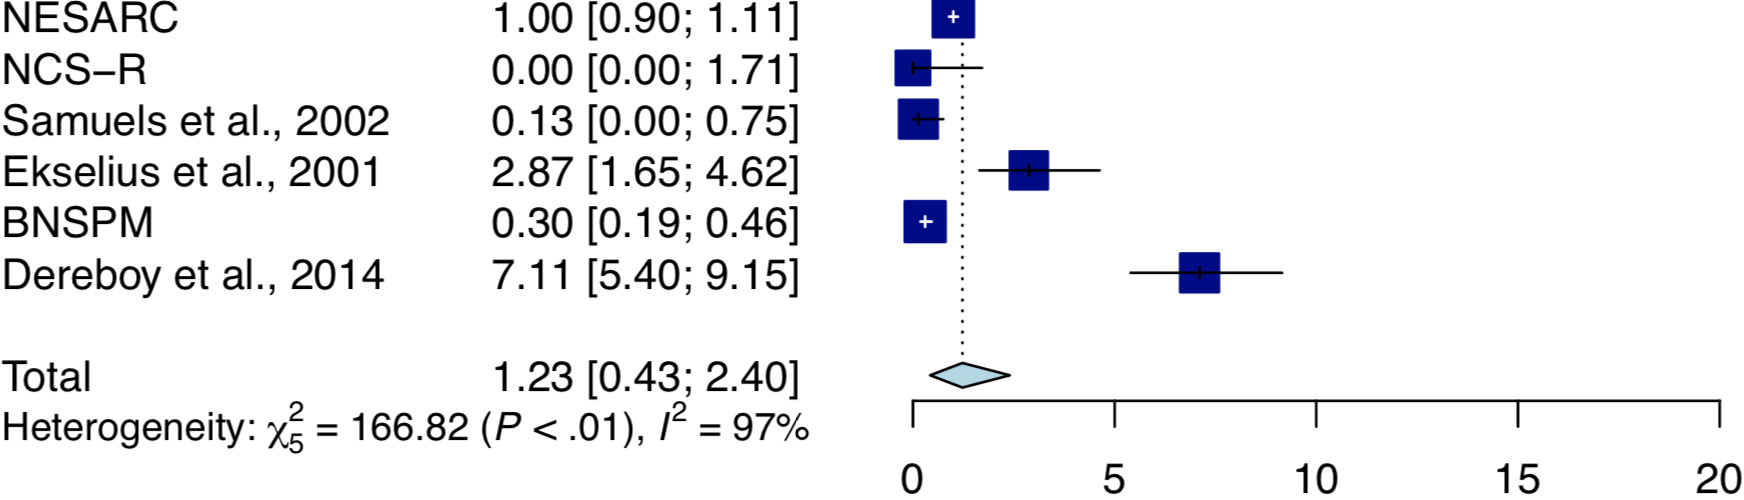 NESARC 1.00 [0.90; 1.11]
NCS−R 0.00 [0.00; 1.71]
Samuels et al., 2002 0.13 [0.00; 0.75]
Ekselius et al., 2001 2.87 [1.65; 4.62]
BNSPM 0.30 [0.19; 0.46]
Dereboy et al., 2014 7.11 [5.40; 9.15]
Total 1.23 [0.43; 2.40]
Heterogeneity: χ²₅ = 166.82 (P < .01), I² = 97%
0 5 10 15 20